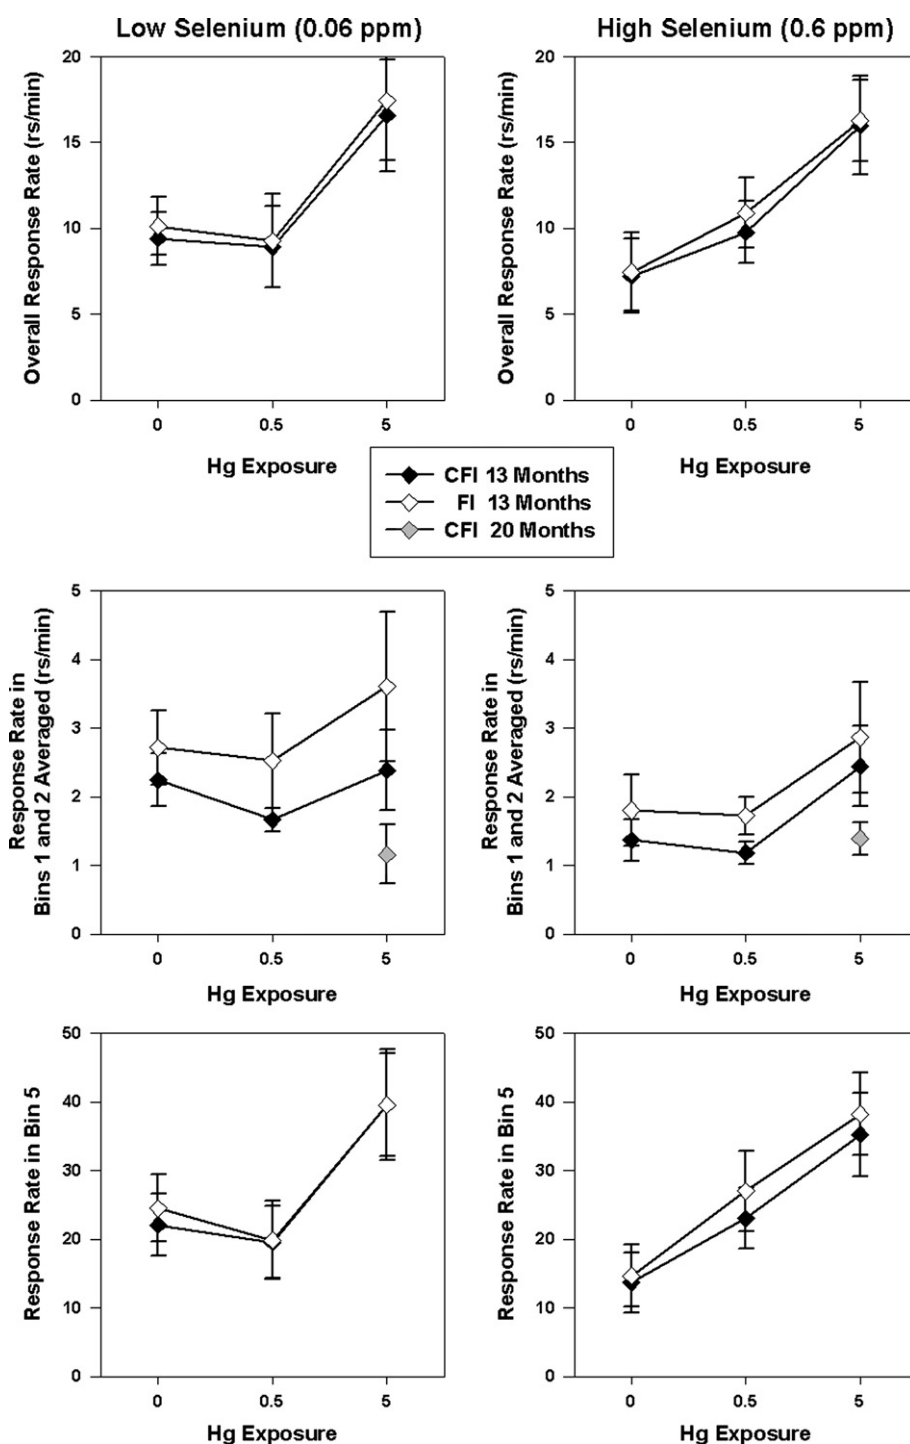 Low Selenium (0.06 ppm)
High Selenium (0.6 ppm)
Overall Response Rate (rs/min)
20
15
10
5
0
0 0.5 5
Hg Exposure
Overall Response Rate (rs/min)
20
15
10
5
0
0 0.5 5
Hg Exposure
CFI 13 Months
FI 13 Months
CFI 20 Months
Response Rate in
Bins 1 and 2 Averaged (rs/min)
5
4
3
2
1
0
0 0.5 5
Hg Exposure
Response Rate in
Bins 1 and 2 Averaged (rs/min)
5
4
3
2
1
0
0 0.5 5
Hg Exposure
Response Rate in Bin 5
50
40
30
20
10
0
0 0.5 5
Hg Exposure
Response Rate in Bin 5
50
40
30
20
10
0
0 0.5 5
Hg Exposure